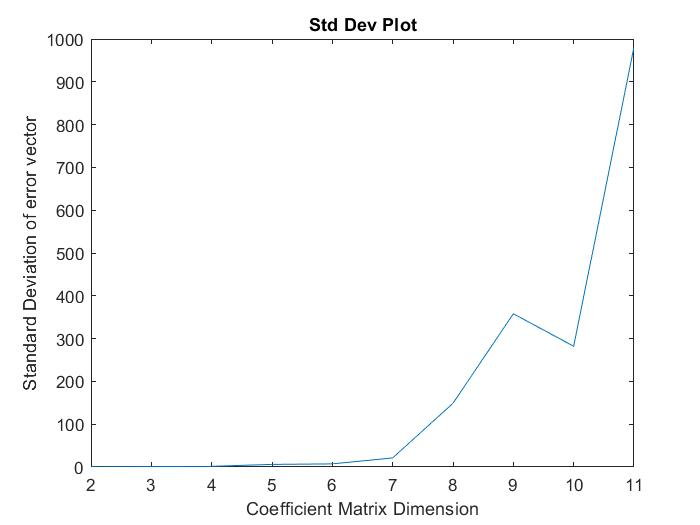 Std Dev Plot
Standard Deviation of error vector
1000
900
800
700
600
500
400
300
200
100
0
2 3 4 5 6 7 8 9 10 11
Coefficient Matrix Dimension